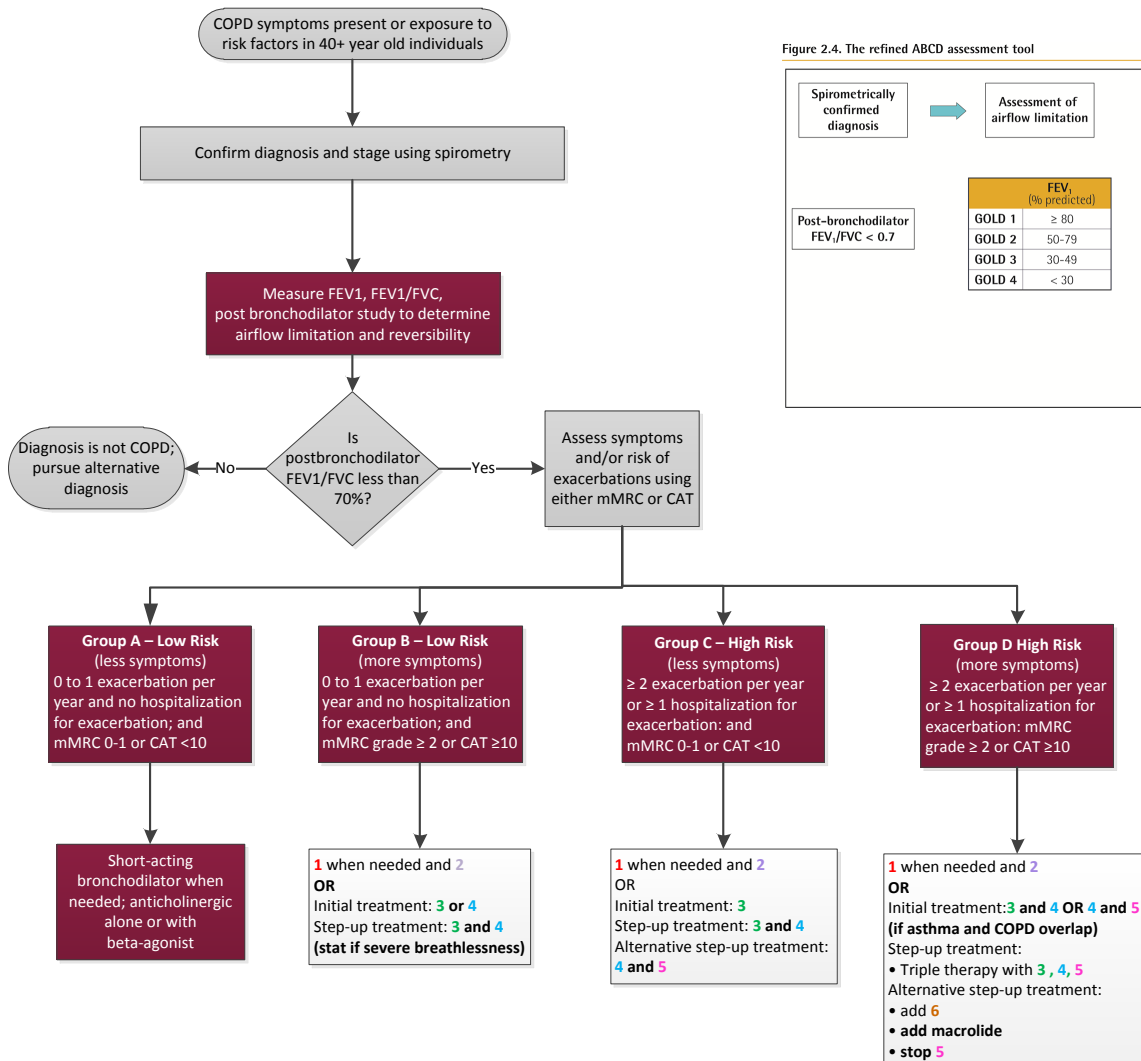 COPD symptoms present or exposure to
risk factors in 40+ year old individuals
Confirm diagnosis and stage using spirometry
Measure FEV1, FEV1/FVC,
post bronchodilator study to determine
airflow limitation and reversibility
Is
postbronchodilator
FEV1/FVC less than
70%?
No
Diagnosis is not COPD;
pursue alternative
diagnosis
Yes
Assess symptoms
and/or risk of
exacerbations using
either mMRC or CAT
Figure 2.4. The refined ABCD assessment tool
Spirometrically
confirmed
diagnosis
Assessment of
airflow limitation
Post-bronchodilator
FEV₁/FVC < 0.7
FEV₁
(% predicted)
GOLD 1 ≥ 80
GOLD 2 50-79
GOLD 3 30-49
GOLD 4 < 30
Group A – Low Risk
(less symptoms)
0 to 1 exacerbation per
year and no hospitalization
for exacerbation; and
mMRC 0-1 or CAT <10
Group B – Low Risk
(more symptoms)
0 to 1 exacerbation per
year and no hospitalization
for exacerbation; and
mMRC grade ≥ 2 or CAT ≥10
Group C – High Risk
(less symptoms)
≥ 2 exacerbation per year
or ≥ 1 hospitalization for
exacerbation: and
mMRC 0-1 or CAT <10
Group D High Risk
(more symptoms)
≥ 2 exacerbation per year
or ≥ 1 hospitalization for
exacerbation: mMRC
grade ≥ 2 or CAT ≥10
Short-acting
bronchodilator when
needed; anticholinergic
alone or with
beta-agonist
1 when needed and 2
OR
Initial treatment: 3 or 4
Step-up treatment: 3 and 4
(stat if severe breathlessness)
1 when needed and 2
OR
Initial treatment: 3
Step-up treatment: 3 and 4
Alternative step-up treatment:
4 and 5
1 when needed and 2
OR
Initial treatment:3 and 4 OR 4 and 5
(if asthma and COPD overlap)
Step-up treatment:
• Triple therapy with 3 , 4, 5
Alternative step-up treatment:
• add 6
• add macrolide
• stop 5